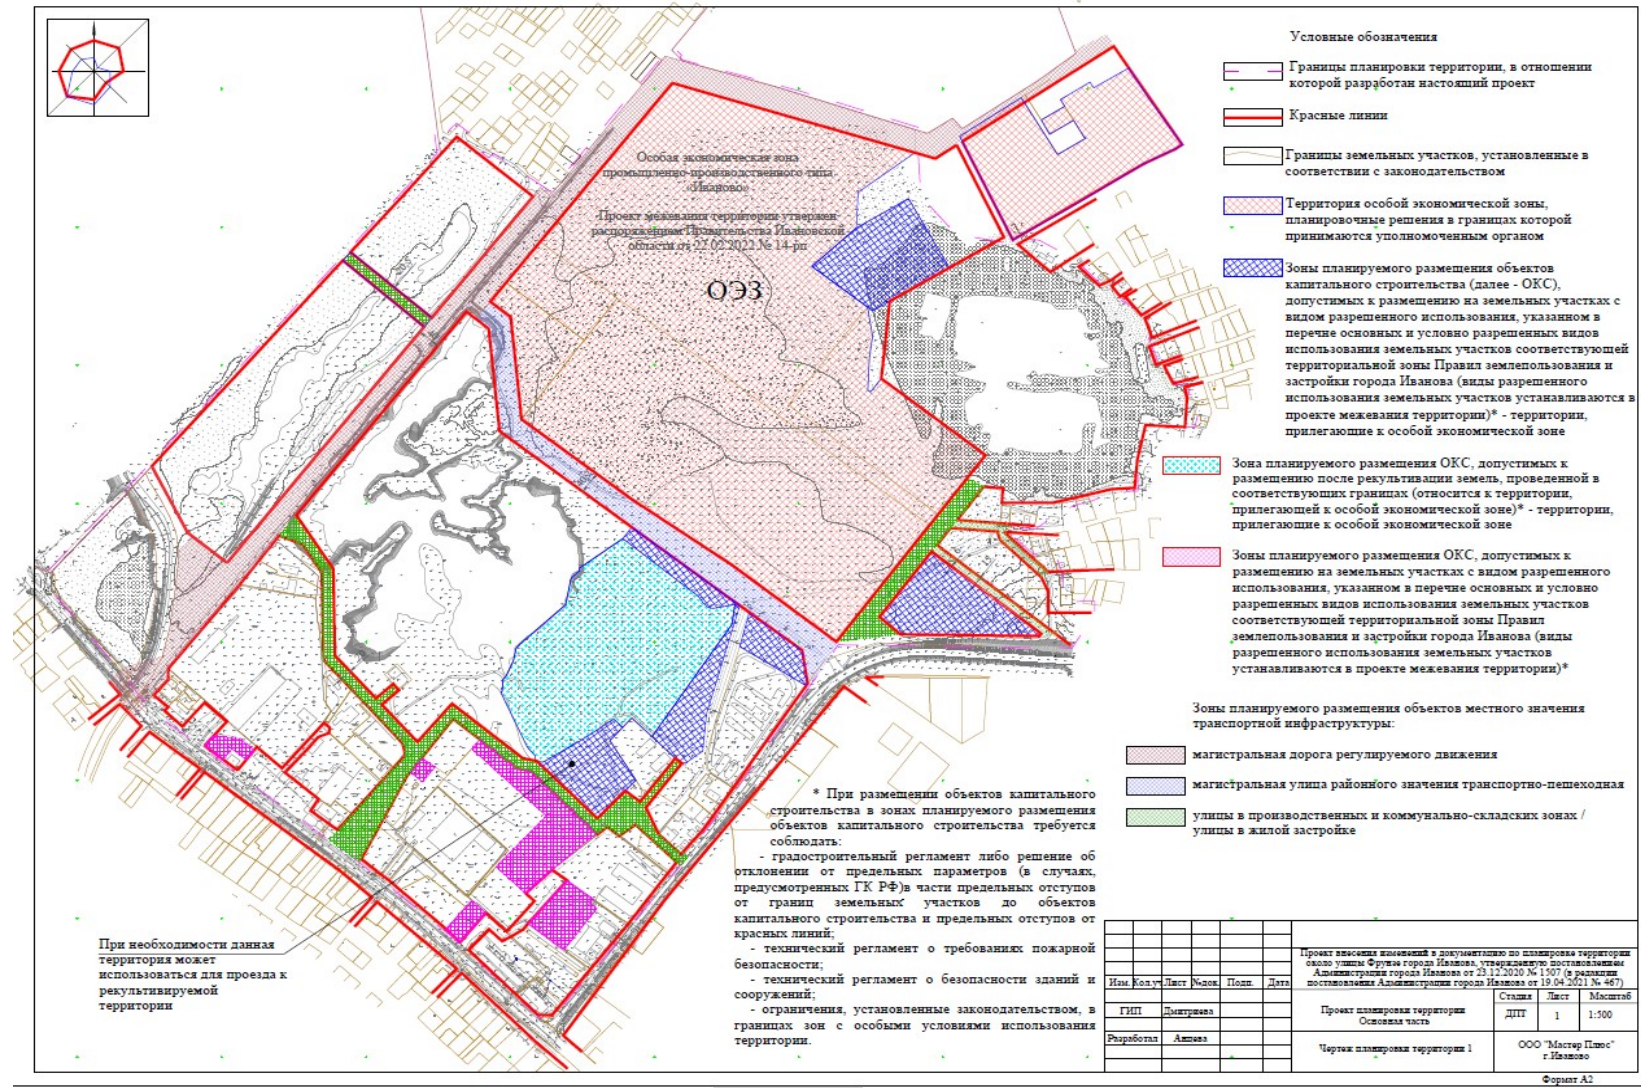 Условные обозначения
Границы планировки территории, в отношении
которой разработан настоящий проект
Красные линии
Границы земельных участков, установленные в
соответствии с законодательством
Территория особой экономической зоны,
планировочные решения в границах которой
принимаются уполномоченным органом
Зоны планируемого размещения объектов
капитального строительства (далее - ОКС),
допустимых к размещению на земельных участках с
видом разрешенного использования, указанном в
перечне основных и условно разрешенных видов
использования земельных участков соответствующей
территориальной зоны Правил землепользования и
застройки города Иванова (виды разрешенного
использования земельных участков устанавливаются в
проекте межевания территории)* - территории,
прилегающие к особой экономической зоне
Зона планируемого размещения ОКС, допустимых к
размещению после рекультивации земель, проведенной в
соответствующих границах (относится к территории,
прилегающей к особой экономической зоне)* - территории,
прилегающие к особой экономической зоне
Зоны планируемого размещения ОКС, допустимых к
размещению на земельных участках с видом разрешенного
использования, указанном в перечне основных и условно
разрешенных видов использования земельных участков
соответствующей территориальной зоны Правил
землепользования и застройки города Иванова (виды
разрешенного использования земельных участков
устанавливаются в проекте межевания территории)*
Зоны планируемого размещения объектов местного значения
транспортной инфраструктуры:
магистральная дорога регулируемого движения
магистральная улица районного значения транспортно-пешеходная
улицы в производственных и коммунально-складских зонах /
улицы в жилой застройке
Особая экономическая зона
промышленно-производственного типа
«Иваново»
Проект межевания территории утвержден
распоряжением Правительства Ивановской
области от 22.02.2022 № 14-рп
ОЭЗ
* При размещении объектов капитального
строительства в зонах планируемого размещения
объектов капитального строительства требуется
соблюдать:
- градостроительный регламент либо решение об
отклонении от предельных параметров (в случаях,
предусмотренных ГК РФ)в части предельных отступов
от границ земельных участков до объектов
капитального строительства и предельных отступов от
красных линий;
- технический регламент о требованиях пожарной
безопасности;
- технический регламент о безопасности зданий и
сооружений;
- ограничения, установленные законодательством, в
границах зон с особыми условиями использования
территории.
При необходимости данная
территория может
использоваться для проезда к
рекультивируемой
территории
Проект внесения изменений в документацию по планировке территории
около улицы Фрунзе города Иванова, утвержденную постановлением
Администрации города Иванова от 23.12.2020 № 1507 (в редакции
постановления Администрации города Иванова от 19.04.2021 № 467)
Изм. Кол.уч Лист №док. Подп. Дата
ГИП Дмитриева
Разработал Анцева
Проект планировки территории
Основная часть
Стадия Лист Масштаб
ДПТ 1 1:500
Чертеж планировки территории 1
ООО "Мастер Плюс"
г.Иваново
Формат А2